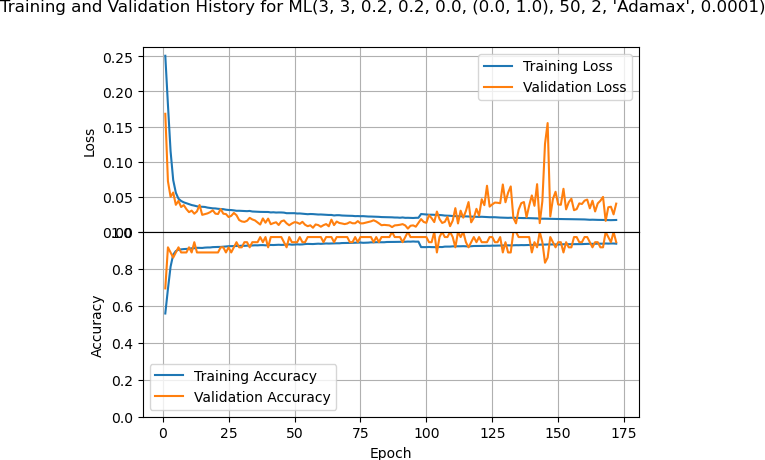 Training and Validation History for ML(3, 3, 0.2, 0.2, 0.0, (0.0, 1.0), 50, 2, 'Adamax', 0.0001)
0.25
0.20
0.15
0.10
0.05
0.00
Loss
Training Loss
Validation Loss
1.0
0.8
0.6
0.4
0.2
0.0
Accuracy
Training Accuracy
Validation Accuracy
0 25 50 75 100 125 150 175
Epoch